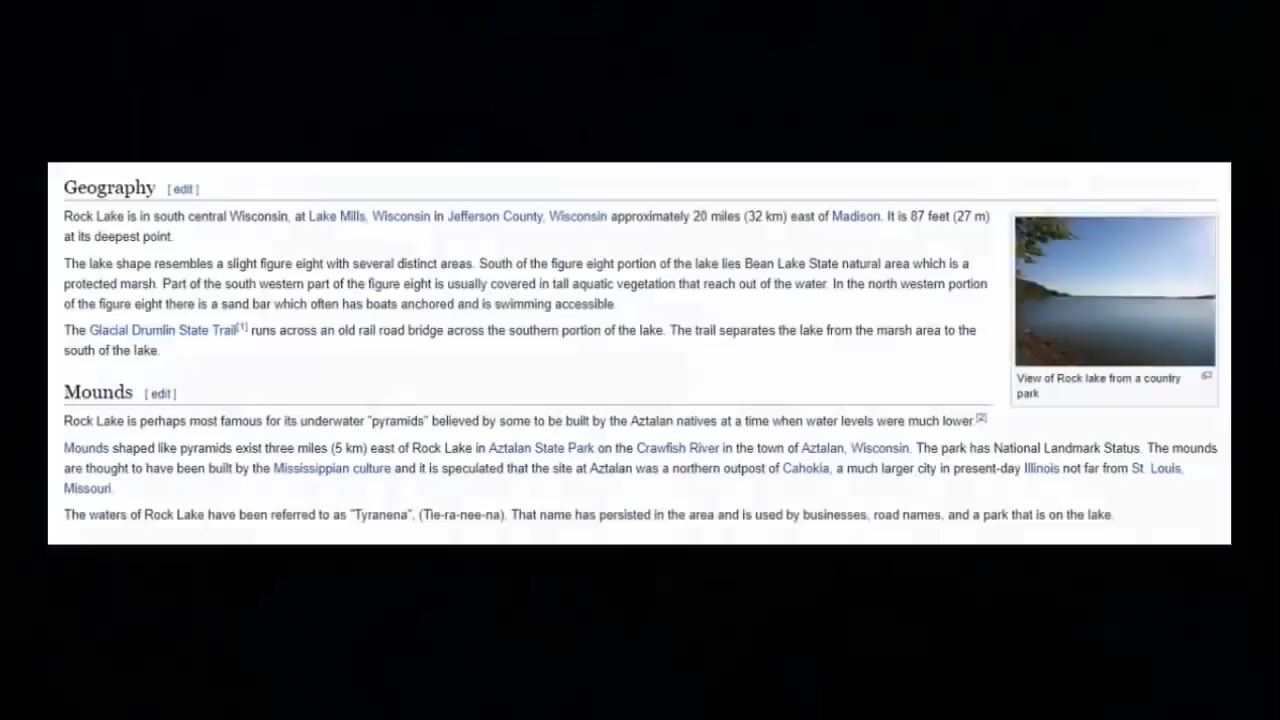 Geography [ edit ]
Rock Lake is in south central Wisconsin, at Lake Mills, Wisconsin in Jefferson County, Wisconsin approximately 20 miles (32 km) east of Madison. It is 87 feet (27 m)
at its deepest point.
The lake shape resembles a slight figure eight with several distinct areas. South of the figure eight portion of the lake lies Bean Lake State natural area which is a
protected marsh. Part of the south western part of the figure eight is usually covered in tall aquatic vegetation that reach out of the water. In the north western portion
of the figure eight there is a sand bar which often has boats anchored and is swimming accessible
The Glacial Drumlin State Trail[1] runs across an old rail road bridge across the southern portion of the lake. The trail separates the lake from the marsh area to the
south of the lake.
View of Rock lake from a country
park
Mounds [ edit ]
Rock Lake is perhaps most famous for its underwater "pyramids" believed by some to be built by the Aztalan natives at a time when water levels were much lower.[2]
Mounds shaped like pyramids exist three miles (5 km) east of Rock Lake in Aztalan State Park on the Crawfish River in the town of Aztalan, Wisconsin. The park has National Landmark Status. The mounds
are thought to have been built by the Mississippian culture and it is speculated that the site at Aztalan was a northern outpost of Cahokia, a much larger city in present-day Illinois not far from St. Louis,
Missouri.
The waters of Rock Lake have been referred to as "Tyranena", (Tie-ra-nee-na). That name has persisted in the area and is used by businesses, road names, and a park that is on the lake.